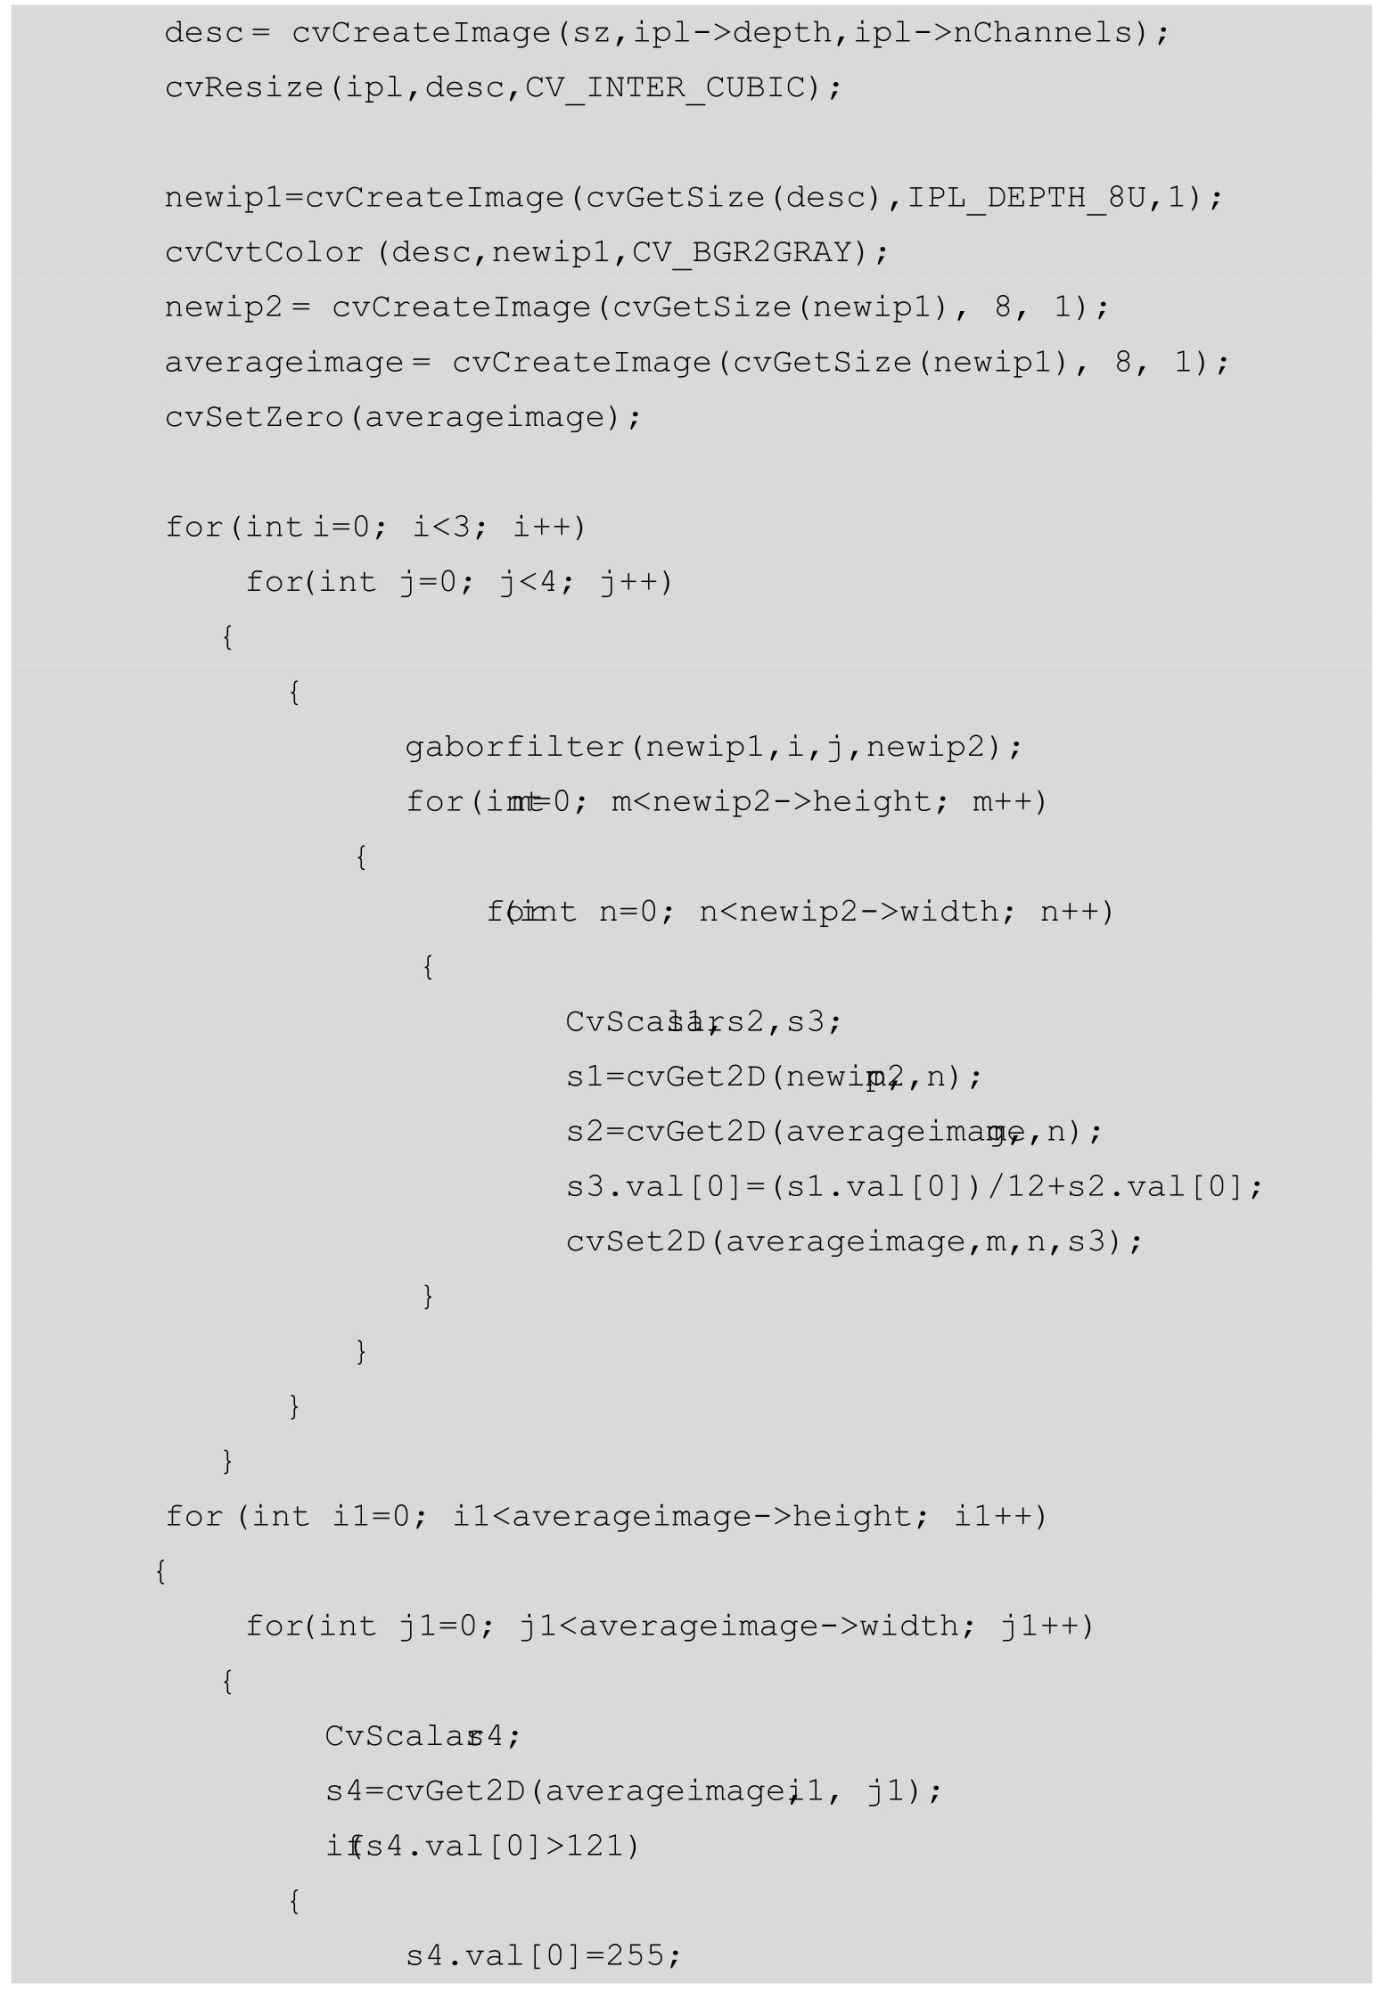 desc = cvCreateImage(sz,ipl->depth,ipl->nChannels);
cvResize(ipl,desc,CV_INTER_CUBIC);
newip1=cvCreateImage(cvGetSize(desc),IPL_DEPTH_8U,1);
cvCvtColor (desc,newip1,CV_BGR2GRAY);
newip2 = cvCreateImage(cvGetSize(newip1), 8, 1);
averageimage = cvCreateImage(cvGetSize(newip1), 8, 1);
cvSetZero(averageimage);
for(int i=0; i<3; i++)
for(int j=0; j<4; j++)
{
{
gaborfilter(newip1,i,j,newip2);
for(int m=0; m<newip2->height; m++)
{
for(int n=0; n<newip2->width; n++)
{
CvScalar s1,s2,s3;
s1=cvGet2D(newip2,m,n);
s2=cvGet2D(averageimage,m,n);
s3.val[0]=(s1.val[0])/12+s2.val[0];
cvSet2D(averageimage,m,n,s3);
}
}
}
}
for (int i1=0; i1<averageimage->height; i1++)
{
for(int j1=0; j1<averageimage->width; j1++)
{
CvScalar s4;
s4=cvGet2D(averageimage,i1, j1);
if(s4.val[0]>121)
{
s4.val[0]=255;